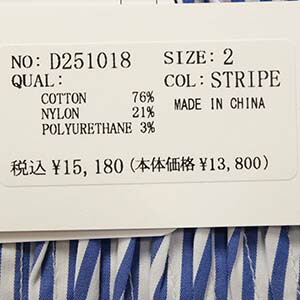 NO: D251018 SIZE: 2
QUAL: COL: STRIPE
COTTON 76% MADE IN CHINA
NYLON 21%
POLYURETHANE 3%
税込 ¥15,180 (本体価格 ¥13,800)